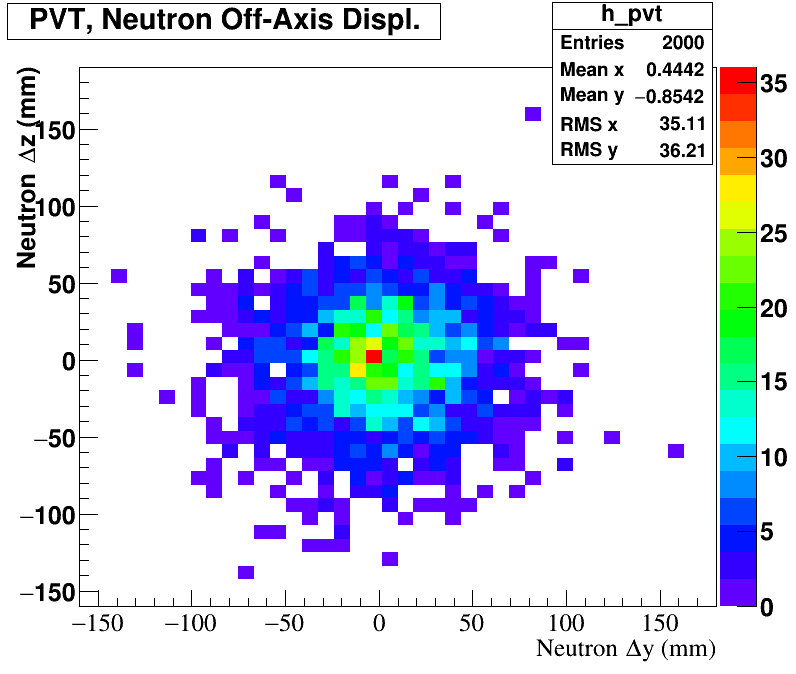 PVT, Neutron Off-Axis Displ.
h_pvt
Entries 2000
Mean x 0.4442
Mean y −0.8542
RMS x 35.11
RMS y 36.21
Neutron Δz (mm)
150
100
50
0
−50
−100
−150
−150 −100 −50 0 50 100 150
Neutron Δy (mm)
35
30
25
20
15
10
5
0